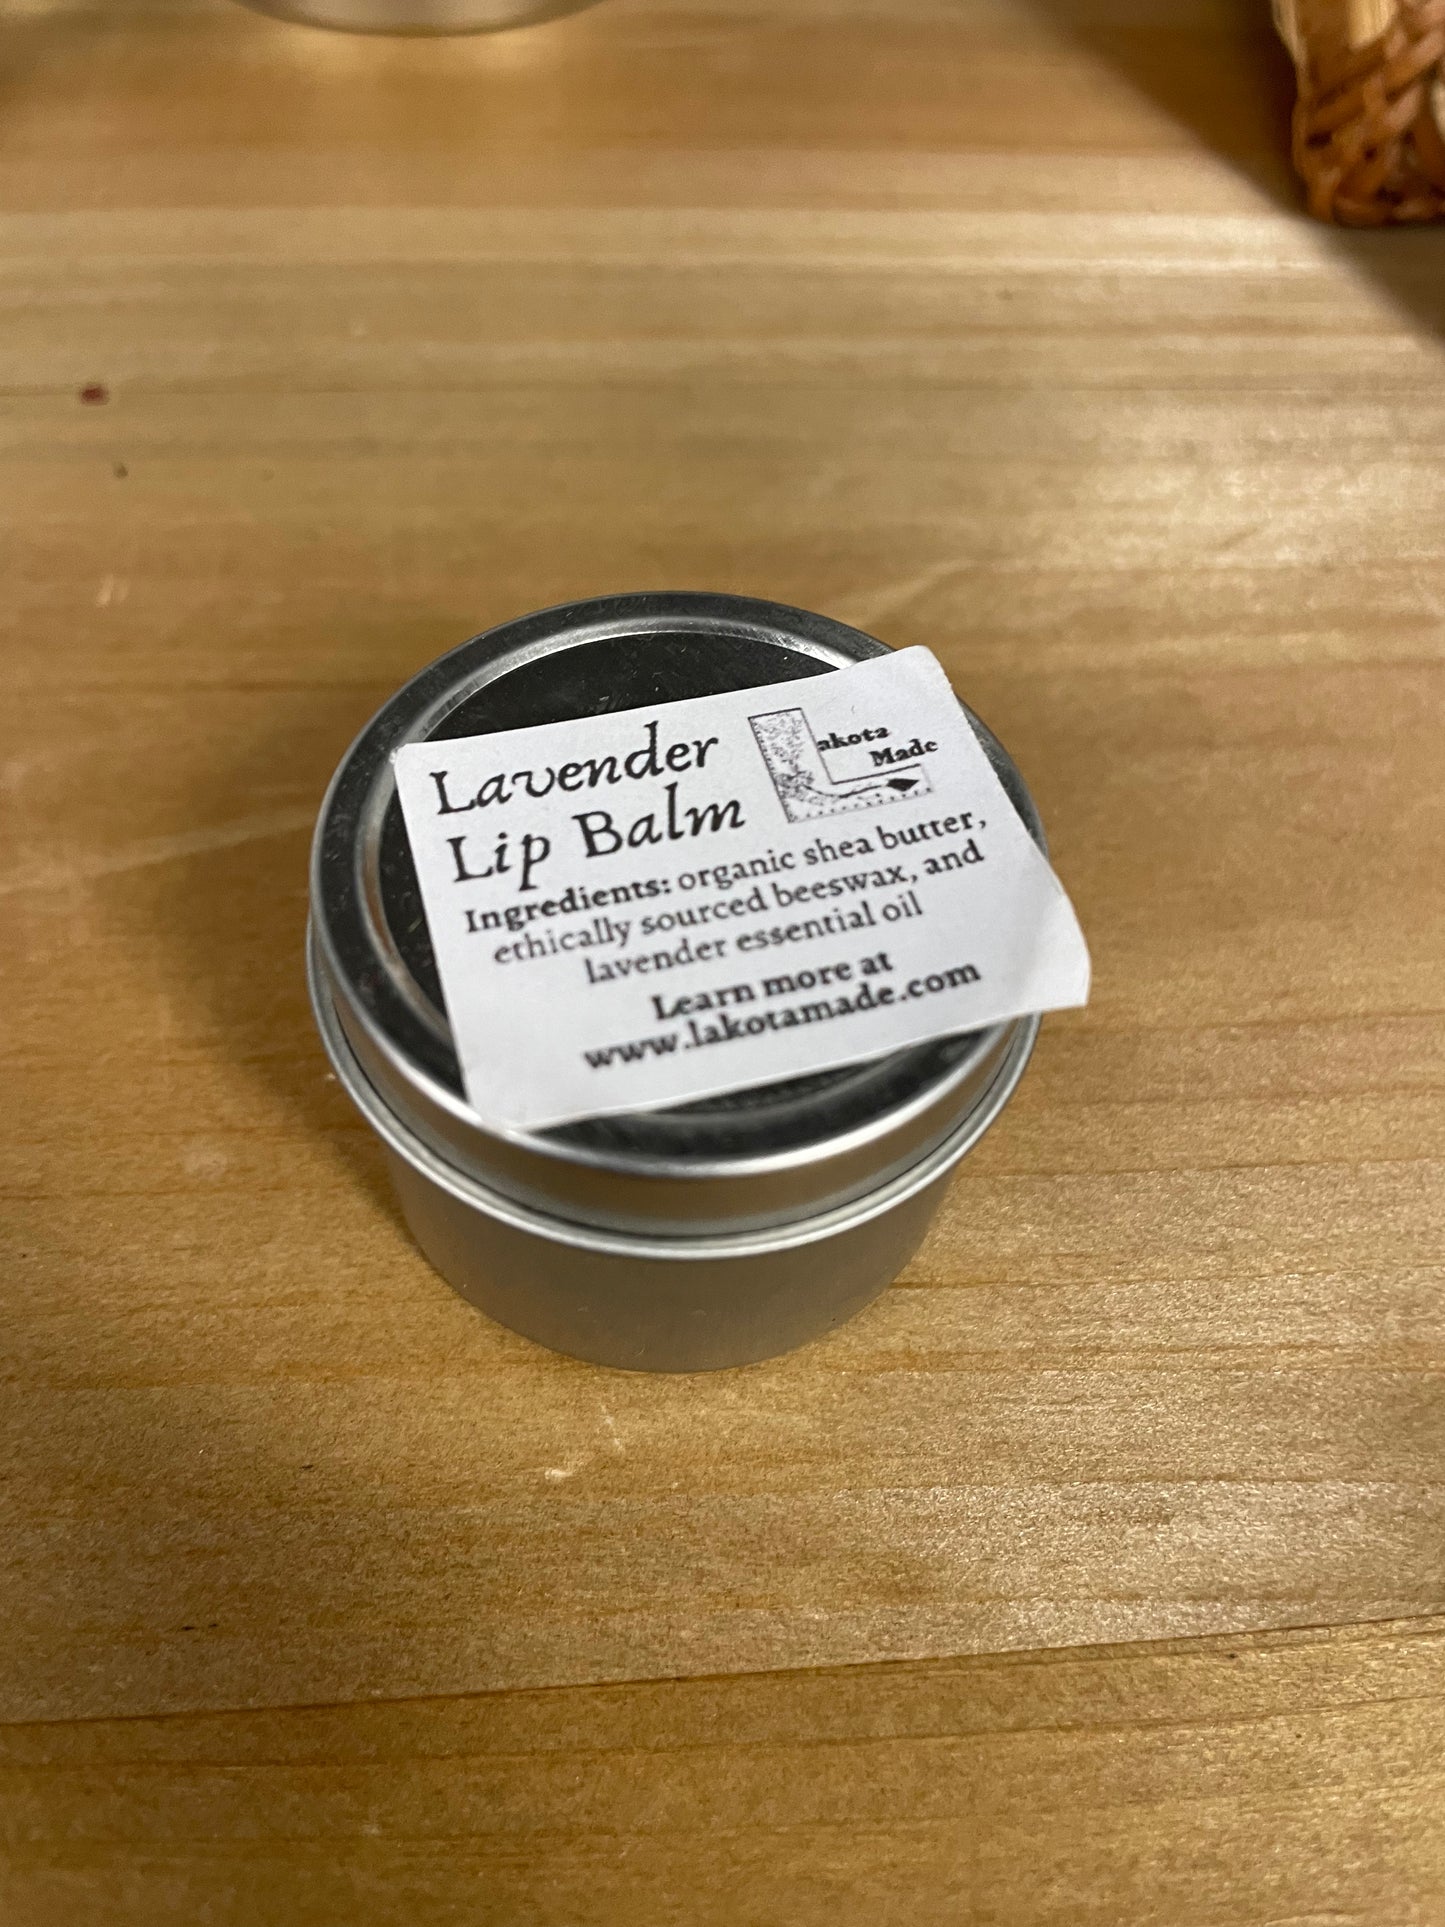 Lavender
Lip Balm
Lakota
Made
Ingredients: organic shea butter,
ethically sourced beeswax, and
lavender essential oil
Learn more at
www.lakotamade.com